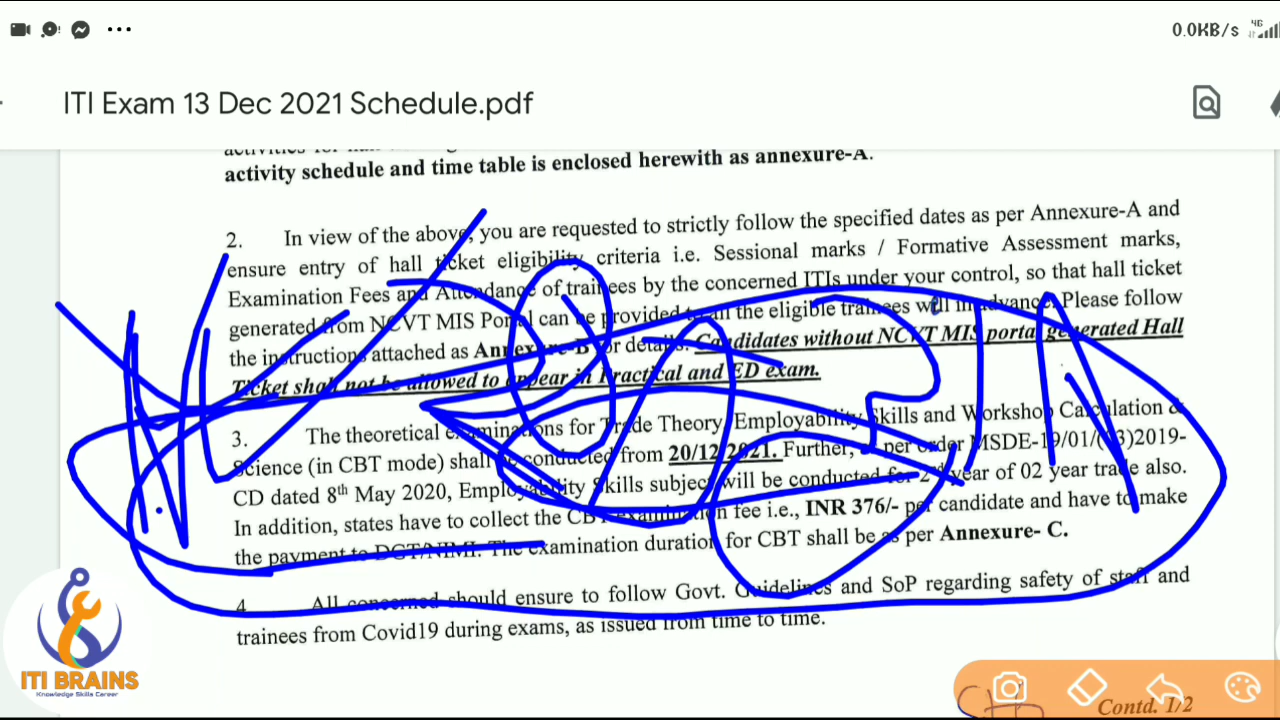 0.0KB/s 4G
ITI Exam 13 Dec 2021 Schedule.pdf
activity schedule and time table is enclosed herewith as annexure-A.
2. In view of the above, you are requested to strictly follow the specified dates as per Annexure-A and
ensure entry of hall ticket eligibility criteria i.e. Sessional marks / Formative Assessment marks,
Examination Fees and Attendance of trainees by the concerned ITIs under your control, so that hall ticket
generated from NCVT MIS Portal can be provided to all the eligible trainees well in advance. Please follow
the instructions attached as Annexure-B for details. Candidates without NCVT MIS portal generated Hall
Ticket shall not be allowed to appear in Practical and ED exam.
3. The theoretical examinations for Trade Theory, Employability Skills and Workshop Calculation &
Science (in CBT mode) shall be conducted from 20/12/2021. Further, as per order MSDE-19/01/(03)2019-
CD dated 8th May 2020, Employability Skills subject will be conducted for 2nd year of 02 year trade also.
In addition, states have to collect the CBT examination fee i.e., INR 376/- per candidate and have to make
the payment to DGT/NIMI. The examination duration for CBT shall be as per Annexure- C.
4. All concerned should ensure to follow Govt. Guidelines and SoP regarding safety of staff and
trainees from Covid19 during exams, as issued from time to time.
ITI BRAINS
Knowledge Skills Career
Contd. 1/2